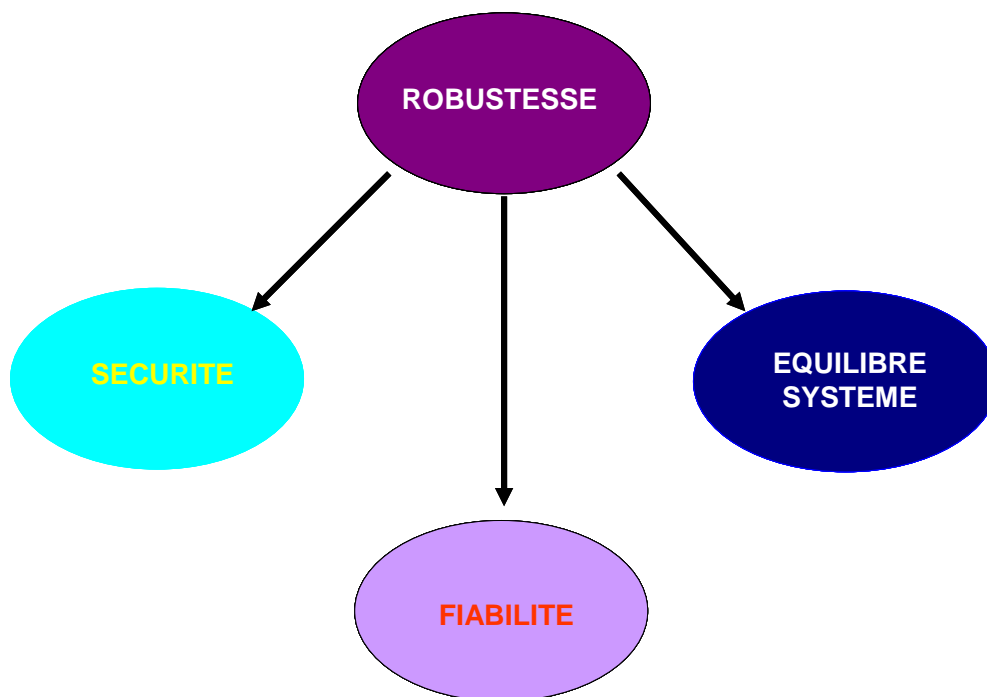 ROBUSTESSE
SECURITE
EQUILIBRE
SYSTEME
FIABILITE